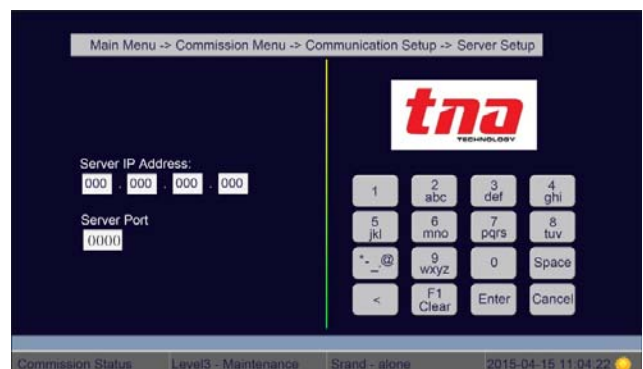 Main Menu -> Commission Menu -> Communication Setup -> Server Setup
tna
TECHNOLOGY
Server IP Address:
000 . 000 . 000 . 000
Server Port
0000
1
2
abc
3
def
4
ghi
5
jkl
6
mno
7
pqrs
8
tuv
*-_.@
9
wxyz
0
Space
<
F1
Clear
Enter
Cancel
Commission Status Level3 - Maintenance Srand - alone 2015-04-15 11:04:22